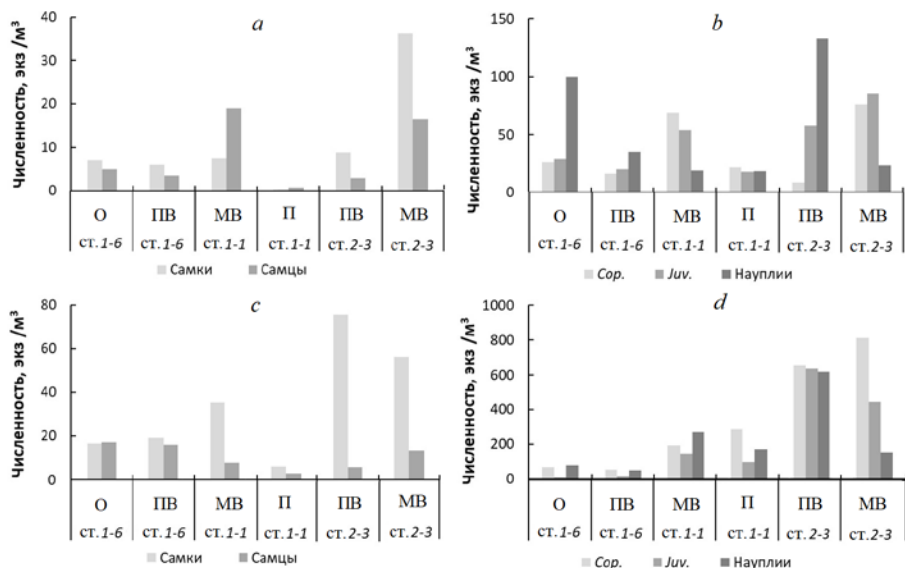 a
Численность, экз /м³
40
30
20
10
0
О ПВ МВ П ПВ МВ
ст. 1-6 ст. 1-6 ст. 1-1 ст. 1-1 ст. 2-3 ст. 2-3
Самки Самцы
b
Численность, экз /м³
150
100
50
0
О ПВ МВ П ПВ МВ
ст. 1-6 ст. 1-6 ст. 1-1 ст. 1-1 ст. 2-3 ст. 2-3
Cop. Juv. Науплии
c
Численность, экз /м³
80
60
40
20
0
О ПВ МВ П ПВ МВ
ст. 1-6 ст. 1-6 ст. 1-1 ст. 1-1 ст. 2-3 ст. 2-3
Самки Самцы
d
Численность, экз /м³
1000
800
600
400
200
0
О ПВ МВ П ПВ МВ
ст. 1-6 ст. 1-6 ст. 1-1 ст. 1-1 ст. 2-3 ст. 2-3
Cop. Juv. Науплии